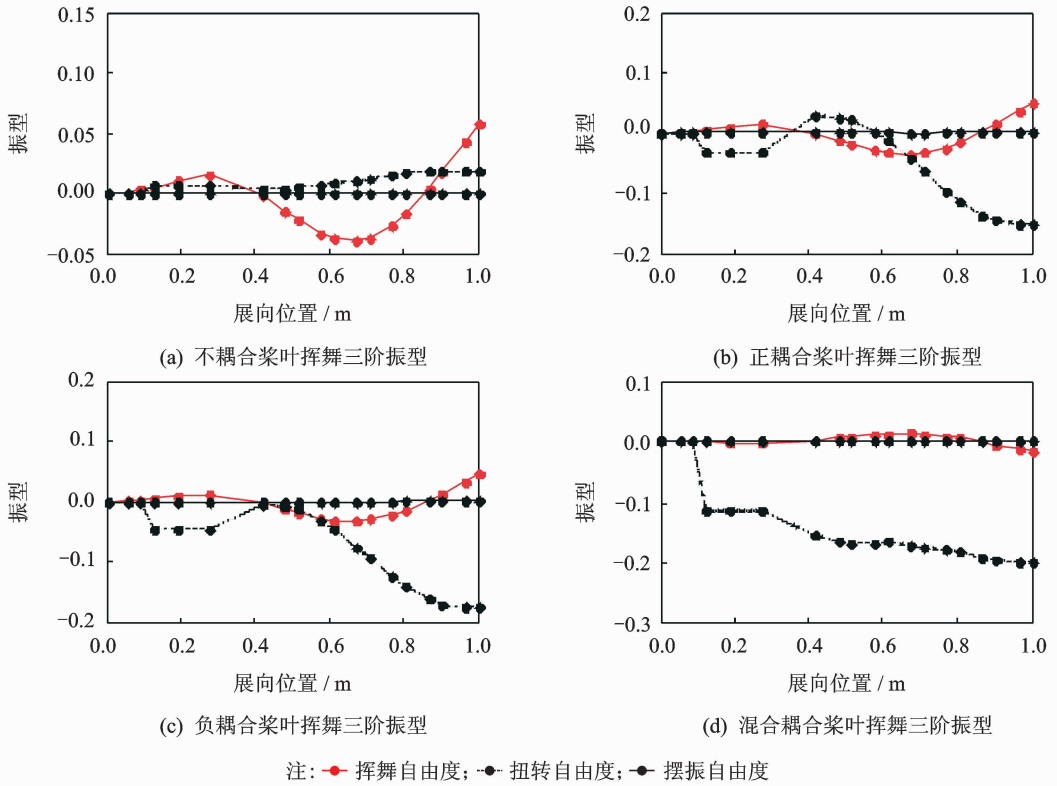 0.15
0.10
0.05
0.00
−0.05
振型
0.0 0.2 0.4 0.6 0.8 1.0
展向位置 / m
(a) 不耦合桨叶挥舞三阶振型
0.2
0.1
0.0
−0.1
−0.2
振型
0.0 0.2 0.4 0.6 0.8 1.0
展向位置 / m
(b) 正耦合桨叶挥舞三阶振型
0.2
0.1
0.0
−0.1
−0.2
振型
0.0 0.2 0.4 0.6 0.8 1.0
展向位置 / m
(c) 负耦合桨叶挥舞三阶振型
0.1
0.0
−0.1
−0.2
−0.3
振型
0.0 0.2 0.4 0.6 0.8 1.0
展向位置 / m
(d) 混合耦合桨叶挥舞三阶振型
注: 挥舞自由度; 扭转自由度; 摆振自由度